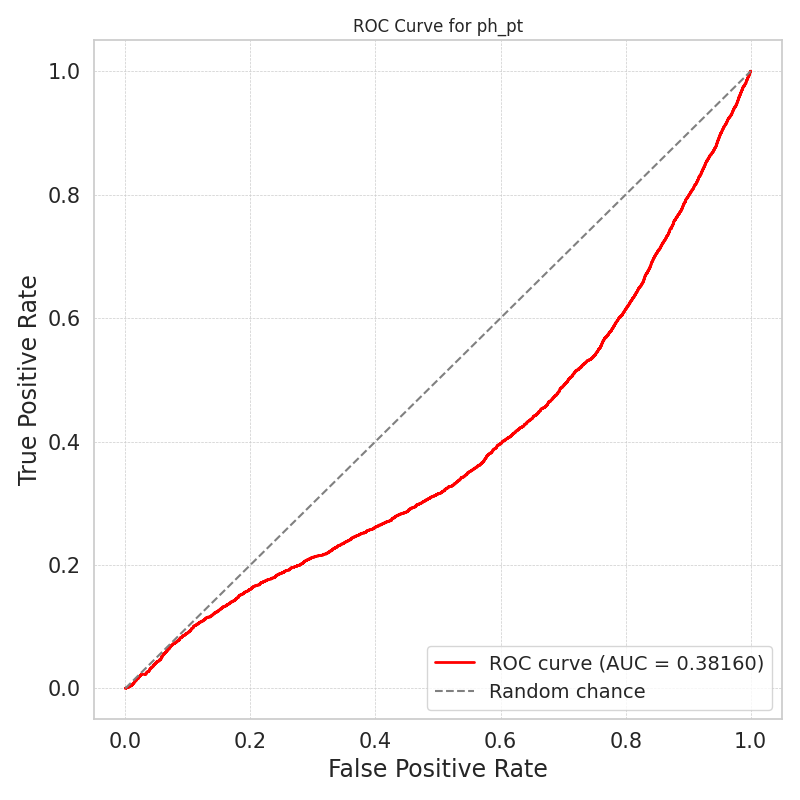 ROC Curve for ph_pt
True Positive Rate
1.0
0.8
0.6
0.4
0.2
0.0
ROC curve (AUC = 0.38160)
Random chance
0.0 0.2 0.4 0.6 0.8 1.0
False Positive Rate